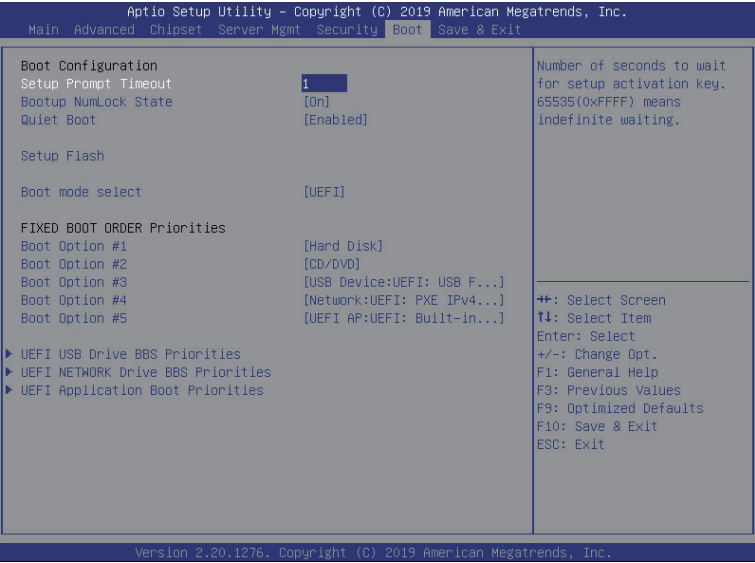 Aptio Setup Utility – Copyright (C) 2019 American Megatrends, Inc.
Main Advanced Chipset Server Mgmt Security Boot Save & Exit
Boot Configuration
Setup Prompt Timeout 1
Bootup NumLock State [On]
Quiet Boot [Enabled]
Setup Flash
Boot mode select [UEFI]
FIXED BOOT ORDER Priorities
Boot Option #1 [Hard Disk]
Boot Option #2 [CD/DVD]
Boot Option #3 [USB Device:UEFI: USB F...]
Boot Option #4 [Network:UEFI: PXE IPv4...]
Boot Option #5 [UEFI AP:UEFI: Built-in...]
UEFI USB Drive BBS Priorities
UEFI NETWORK Drive BBS Priorities
UEFI Application Boot Priorities
Number of seconds to wait
for setup activation key.
65535(0xFFFF) means
indefinite waiting.
→←: Select Screen
↑↓: Select Item
Enter: Select
+/-: Change Opt.
F1: General Help
F3: Previous Values
F9: Optimized Defaults
F10: Save & Exit
ESC: Exit
Version 2.20.1276. Copyright (C) 2019 American Megatrends, Inc.